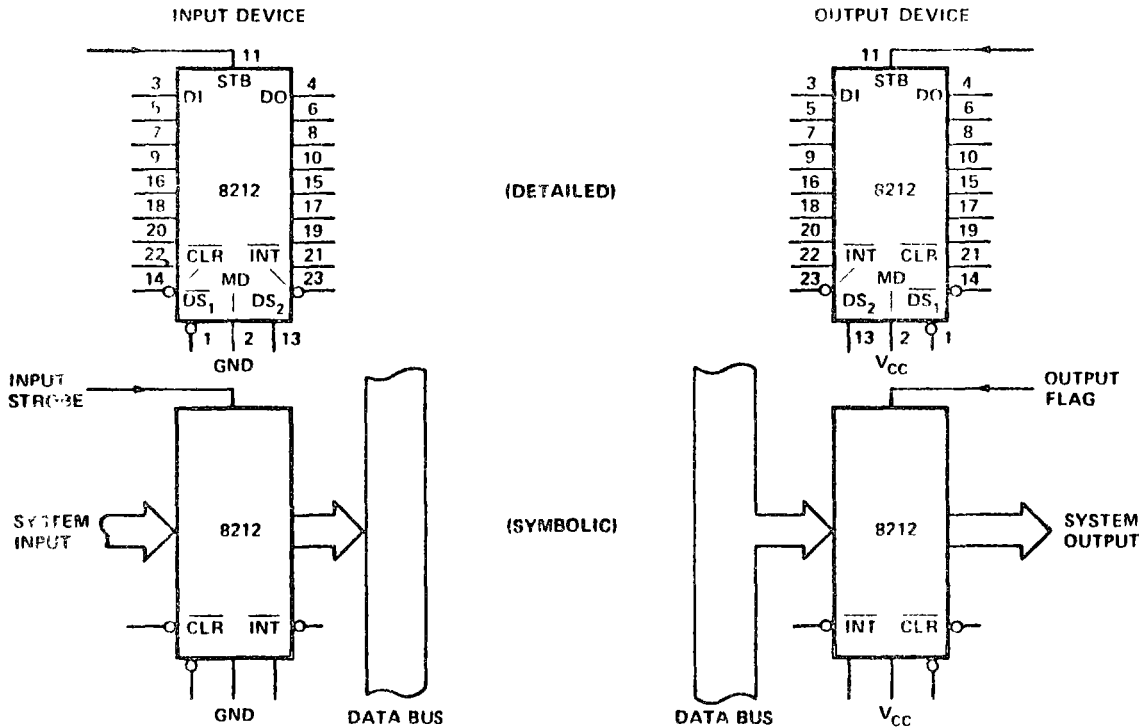 INPUT DEVICE
OUTPUT DEVICE
11
11
STB
STB
3 DI DO 4
3 DI DO 4
5 6
5 6
7 8
7 8
9 10
9 10
16 8212 15
(DETAILED)
16 8212 15
18 17
18 17
20 19
20 19
22 CLR INT 21
22 INT CLR 21
14 MD 23
23 MD 14
DS1 DS2
DS2 DS1
1 2 13
13 2 1
GND
VCC
INPUT
STROBE
OUTPUT
FLAG
SYSTEM
INPUT
8212
(SYMBOLIC)
8212
SYSTEM
OUTPUT
CLR INT
INT CLR
GND
DATA BUS
DATA BUS
VCC